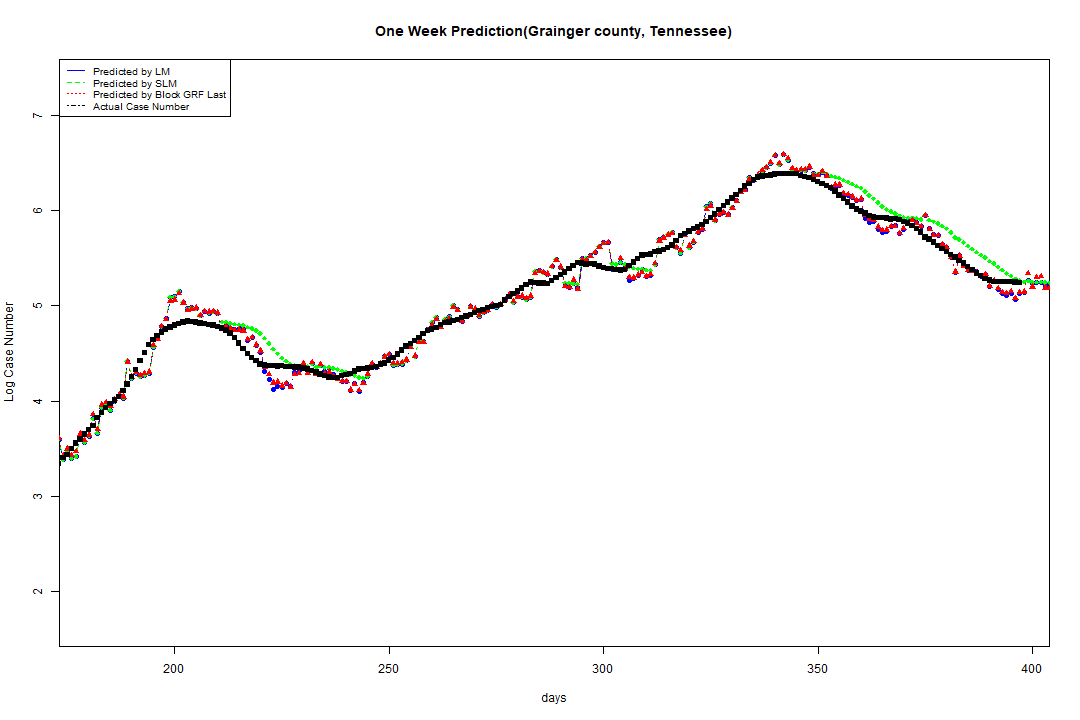 One Week Prediction(Grainger county, Tennessee)
Predicted by LM
Predicted by SLM
Predicted by Block GRF Last
Actual Case Number
7
6
5
4
3
2
Log Case Number
200 250 300 350 400
days